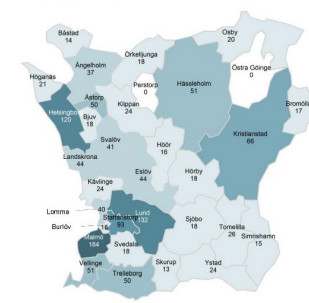 Båstad
14
Osby
20
Örkelljunga
18
Ängelholm
37
Östra Göinge
0
Perstorp
0
Hässleholm
51
Höganäs
21
Åstorp
50
Klippan
24
Bromölla
17
Helsingborg
120
Bjuv
18
Kristianstad
66
Svalöv
41
Höör
16
Landskrona
44
Eslöv
44
Hörby
18
Kävlinge
24
Lomma
40
Staffanstorp
93
Lund
132
Burlöv
16
Sjöbo
18
Tomelilla
26
Simrishamn
15
Malmö
184
Svedala
18
Vellinge
51
Skurup
13
Ystad
24
Trelleborg
50